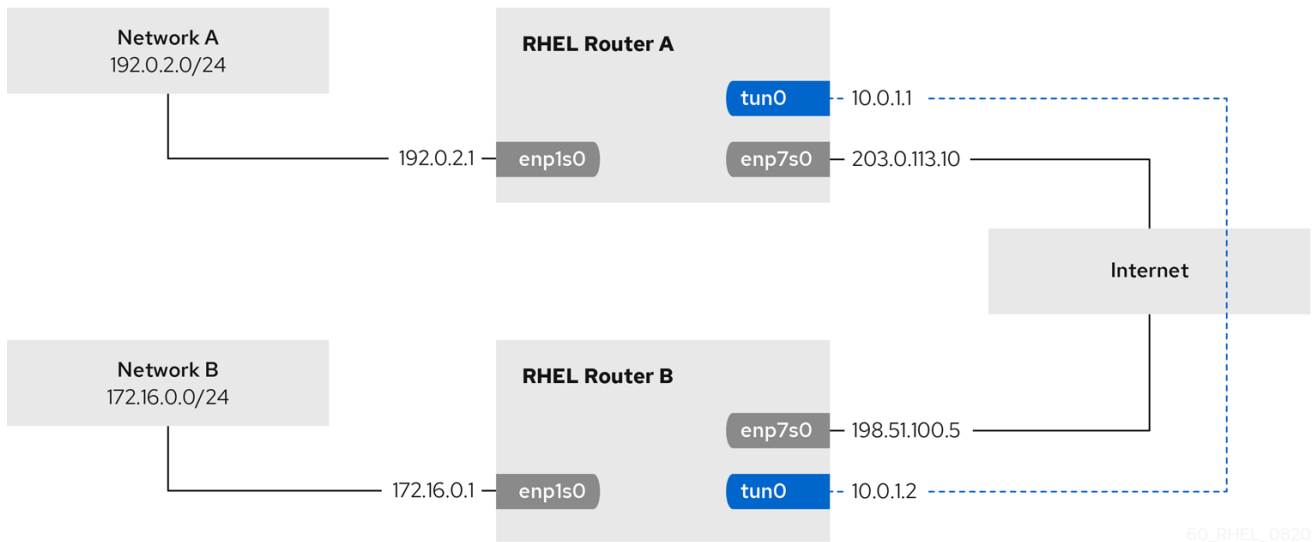 Network A
192.0.2.0/24
RHEL Router A
tun0
10.0.1.1
192.0.2.1
enp1s0
enp7s0
203.0.113.10
Internet
Network B
172.16.0.0/24
RHEL Router B
enp7s0
198.51.100.5
172.16.0.1
enp1s0
tun0
10.0.1.2
60_RHEL_0820